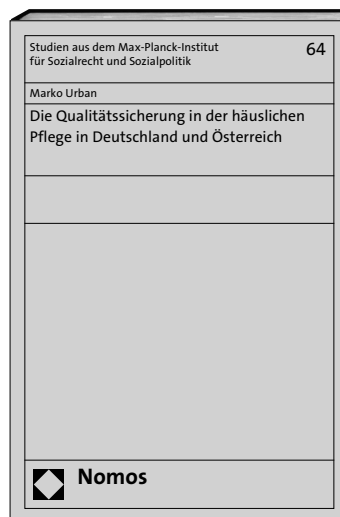 Studien aus dem Max-Planck-Institut
für Sozialrecht und Sozialpolitik
64
Marko Urban
Die Qualitätssicherung in der häuslichen
Pflege in Deutschland und Österreich
Nomos